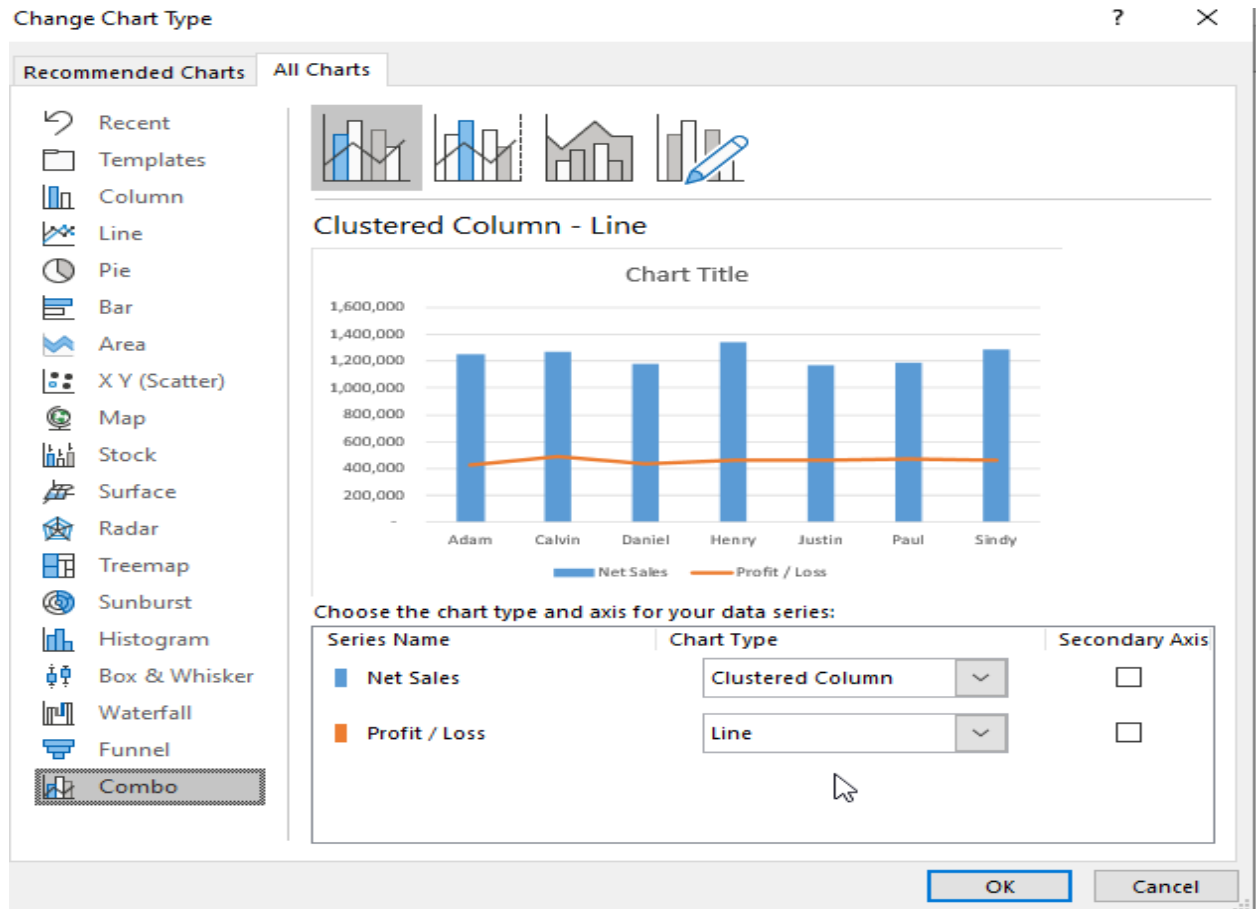 Change Chart Type ? ×
Recommended Charts All Charts
Recent
Templates
Column
Line
Pie
Bar
Area
X Y (Scatter)
Map
Stock
Surface
Radar
Treemap
Sunburst
Histogram
Box & Whisker
Waterfall
Funnel
Combo
Clustered Column - Line
Chart Title
1,600,000
1,400,000
1,200,000
1,000,000
800,000
600,000
400,000
200,000
-
Adam Calvin Daniel Henry Justin Paul Sindy
Net Sales Profit / Loss
Choose the chart type and axis for your data series:
Series Name Chart Type Secondary Axis
Net Sales Clustered Column
Profit / Loss Line
OK Cancel